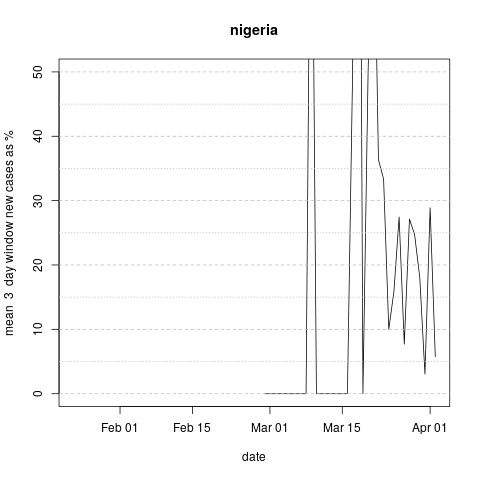 nigeria
mean 3 day window new cases as %
50
40
30
20
10
0
Feb 01
Feb 15
Mar 01
Mar 15
Apr 01
date